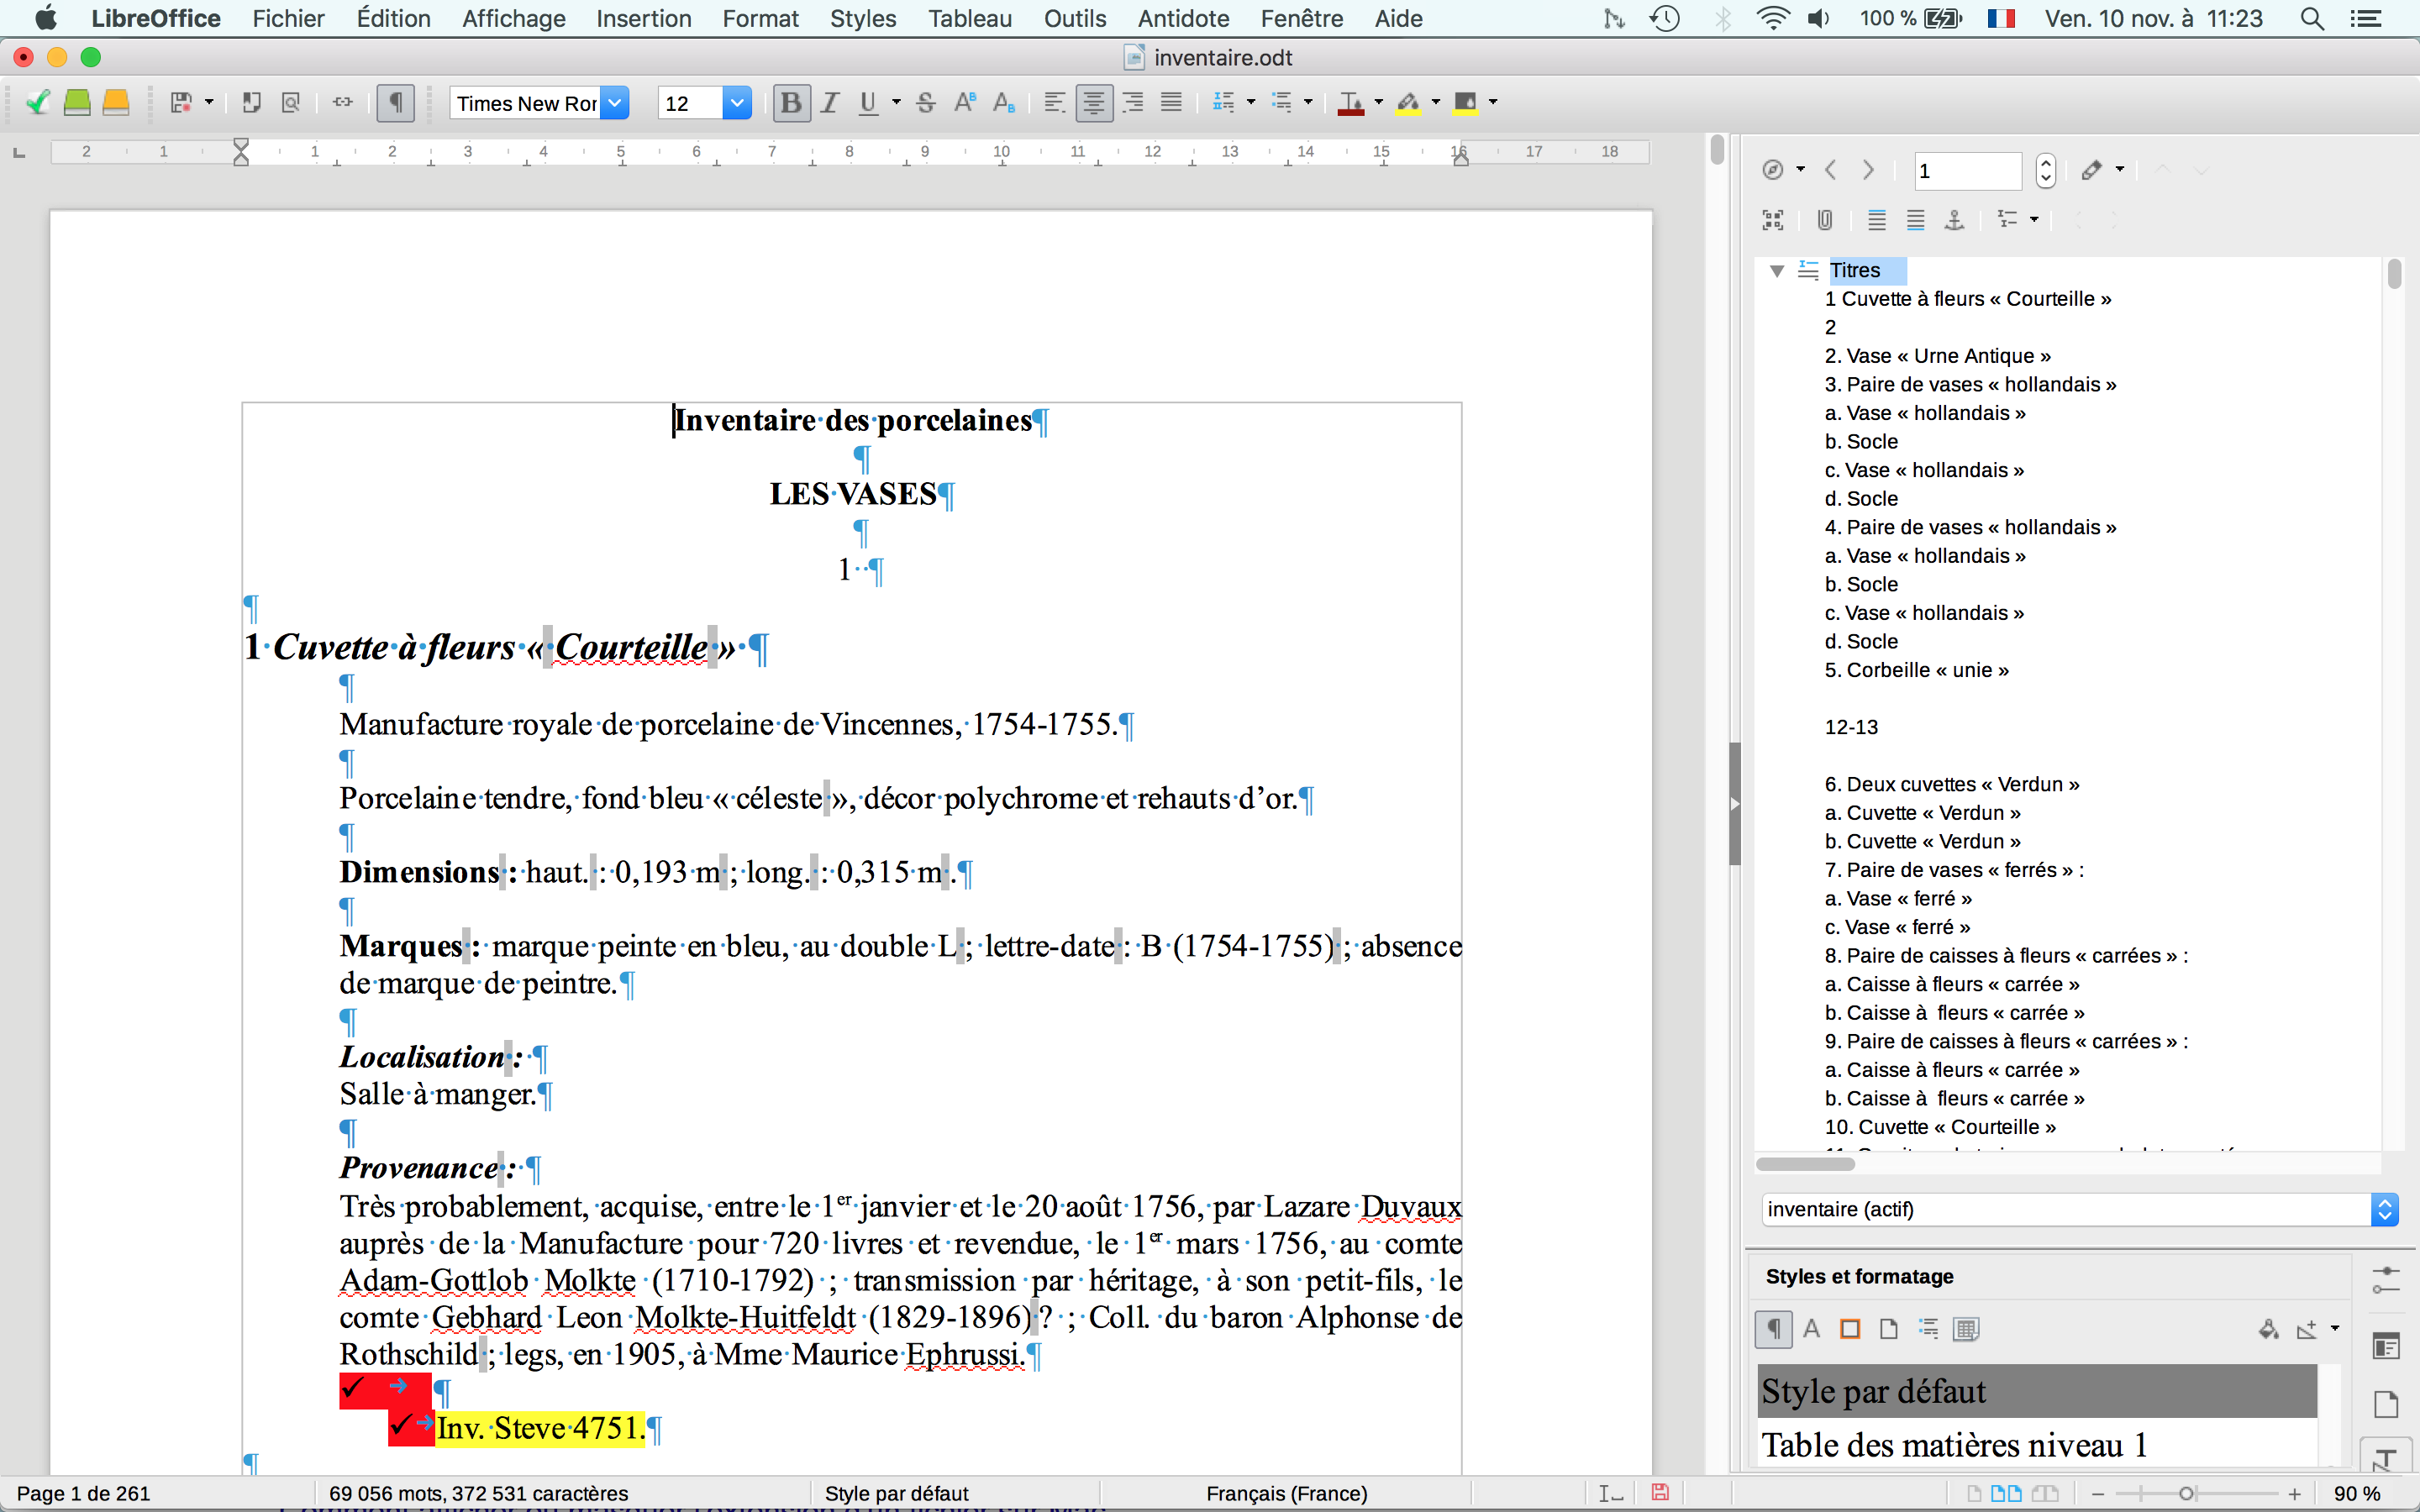 LibreOffice Fichier Édition Affichage Insertion Format Styles Tableau Outils Antidote Fenêtre Aide 100 % Ven. 10 nov. à 11:23
inventaire.odt
Times New Ror 12
2 1 1 2 3 4 5 6 7 8 9 10 11 12 13 14 15 16 17 18
Inventaire des porcelaines¶
¶
LES VASES¶
¶
1 ¶
¶
1 Cuvette à fleurs « Courteille » ¶
¶
Manufacture royale de porcelaine de Vincennes, 1754-1755.¶
¶
Porcelaine tendre, fond bleu « céleste », décor polychrome et rehauts d’or.¶
¶
Dimensions : haut. : 0,193 m ; long. : 0,315 m .¶
¶
Marques : marque peinte en bleu, au double L ; lettre-date : B (1754-1755) ; absence
de marque de peintre.¶
¶
Localisation : ¶
Salle à manger.¶
¶
Provenance : ¶
Très probablement, acquise, entre le 1er janvier et le 20 août 1756, par Lazare Duvaux
auprès de la Manufacture pour 720 livres et revendue, le 1er mars 1756, au comte
Adam-Gottlob Molkte (1710-1792) ; transmission par héritage, à son petit-fils, le
comte Gebhard Leon Molkte-Huitfeldt (1829-1896) ? ; Coll. du baron Alphonse de
Rothschild ; legs, en 1905, à Mme Maurice Ephrussi.¶
✓ → ¶
✓ → Inv. Steve 4751.¶
¶
1
Titres
1 Cuvette à fleurs « Courteille »
2
2. Vase « Urne Antique »
3. Paire de vases « hollandais »
a. Vase « hollandais »
b. Socle
c. Vase « hollandais »
d. Socle
4. Paire de vases « hollandais »
a. Vase « hollandais »
b. Socle
c. Vase « hollandais »
d. Socle
5. Corbeille « unie »
12-13
6. Deux cuvettes « Verdun »
a. Cuvette « Verdun »
b. Cuvette « Verdun »
7. Paire de vases « ferrés » :
a. Vase « ferré »
c. Vase « ferré »
8. Paire de caisses à fleurs « carrées » :
a. Caisse à fleurs « carrée »
b. Caisse à  fleurs « carrée »
9. Paire de caisses à fleurs « carrées » :
a. Caisse à fleurs « carrée »
b. Caisse à  fleurs « carrée »
10. Cuvette « Courteille »
inventaire (actif)
Styles et formatage
Style par défaut
Table des matières niveau 1
Page 1 de 261 69 056 mots, 372 531 caractères Style par défaut Français (France) 90 %